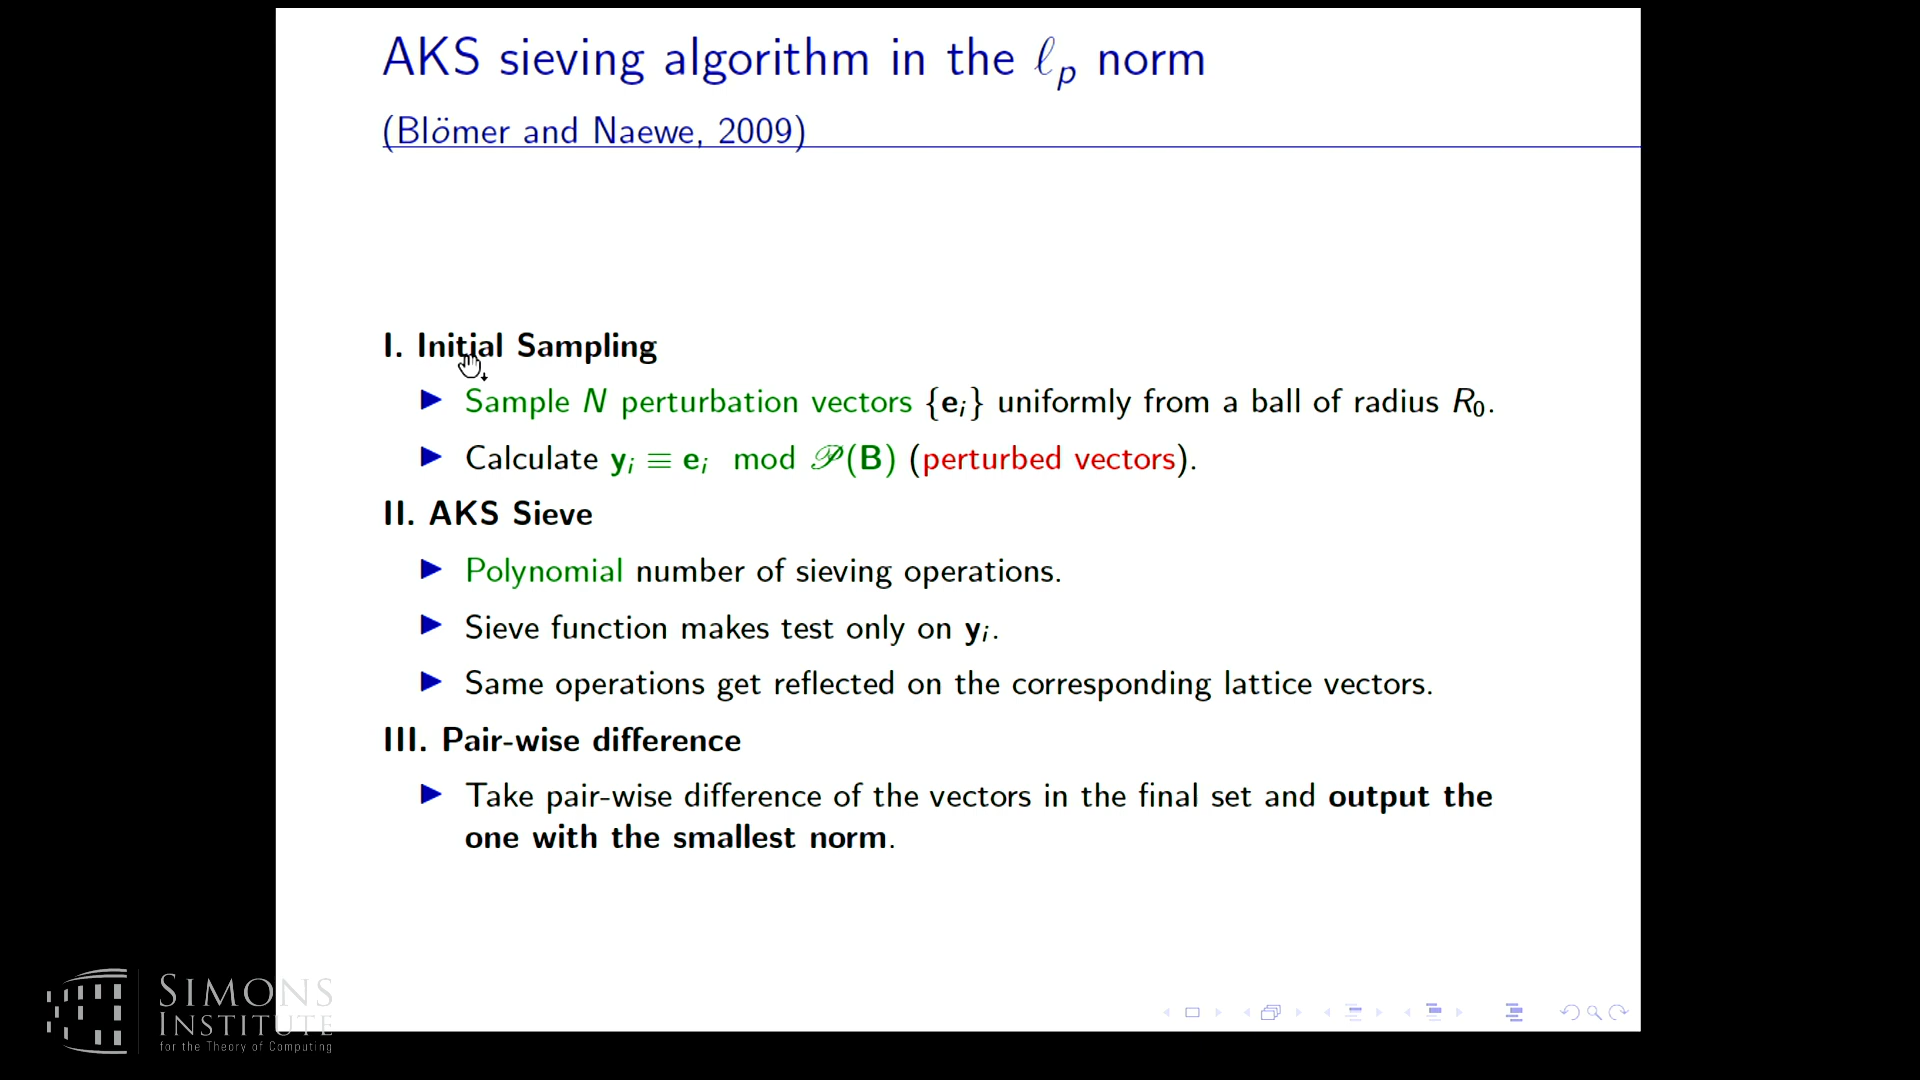 AKS sieving algorithm in the ℓₚ norm
(Blömer and Naewe, 2009)
I. Initial Sampling
▶ Sample N perturbation vectors {eᵢ} uniformly from a ball of radius R₀.
▶ Calculate yᵢ ≡ eᵢ mod 𝒫(B) (perturbed vectors).
II. AKS Sieve
▶ Polynomial number of sieving operations.
▶ Sieve function makes test only on yᵢ.
▶ Same operations get reflected on the corresponding lattice vectors.
III. Pair-wise difference
▶ Take pair-wise difference of the vectors in the final set and output the
one with the smallest norm.
SIMONS
INSTITUTE
for the Theory of Computing